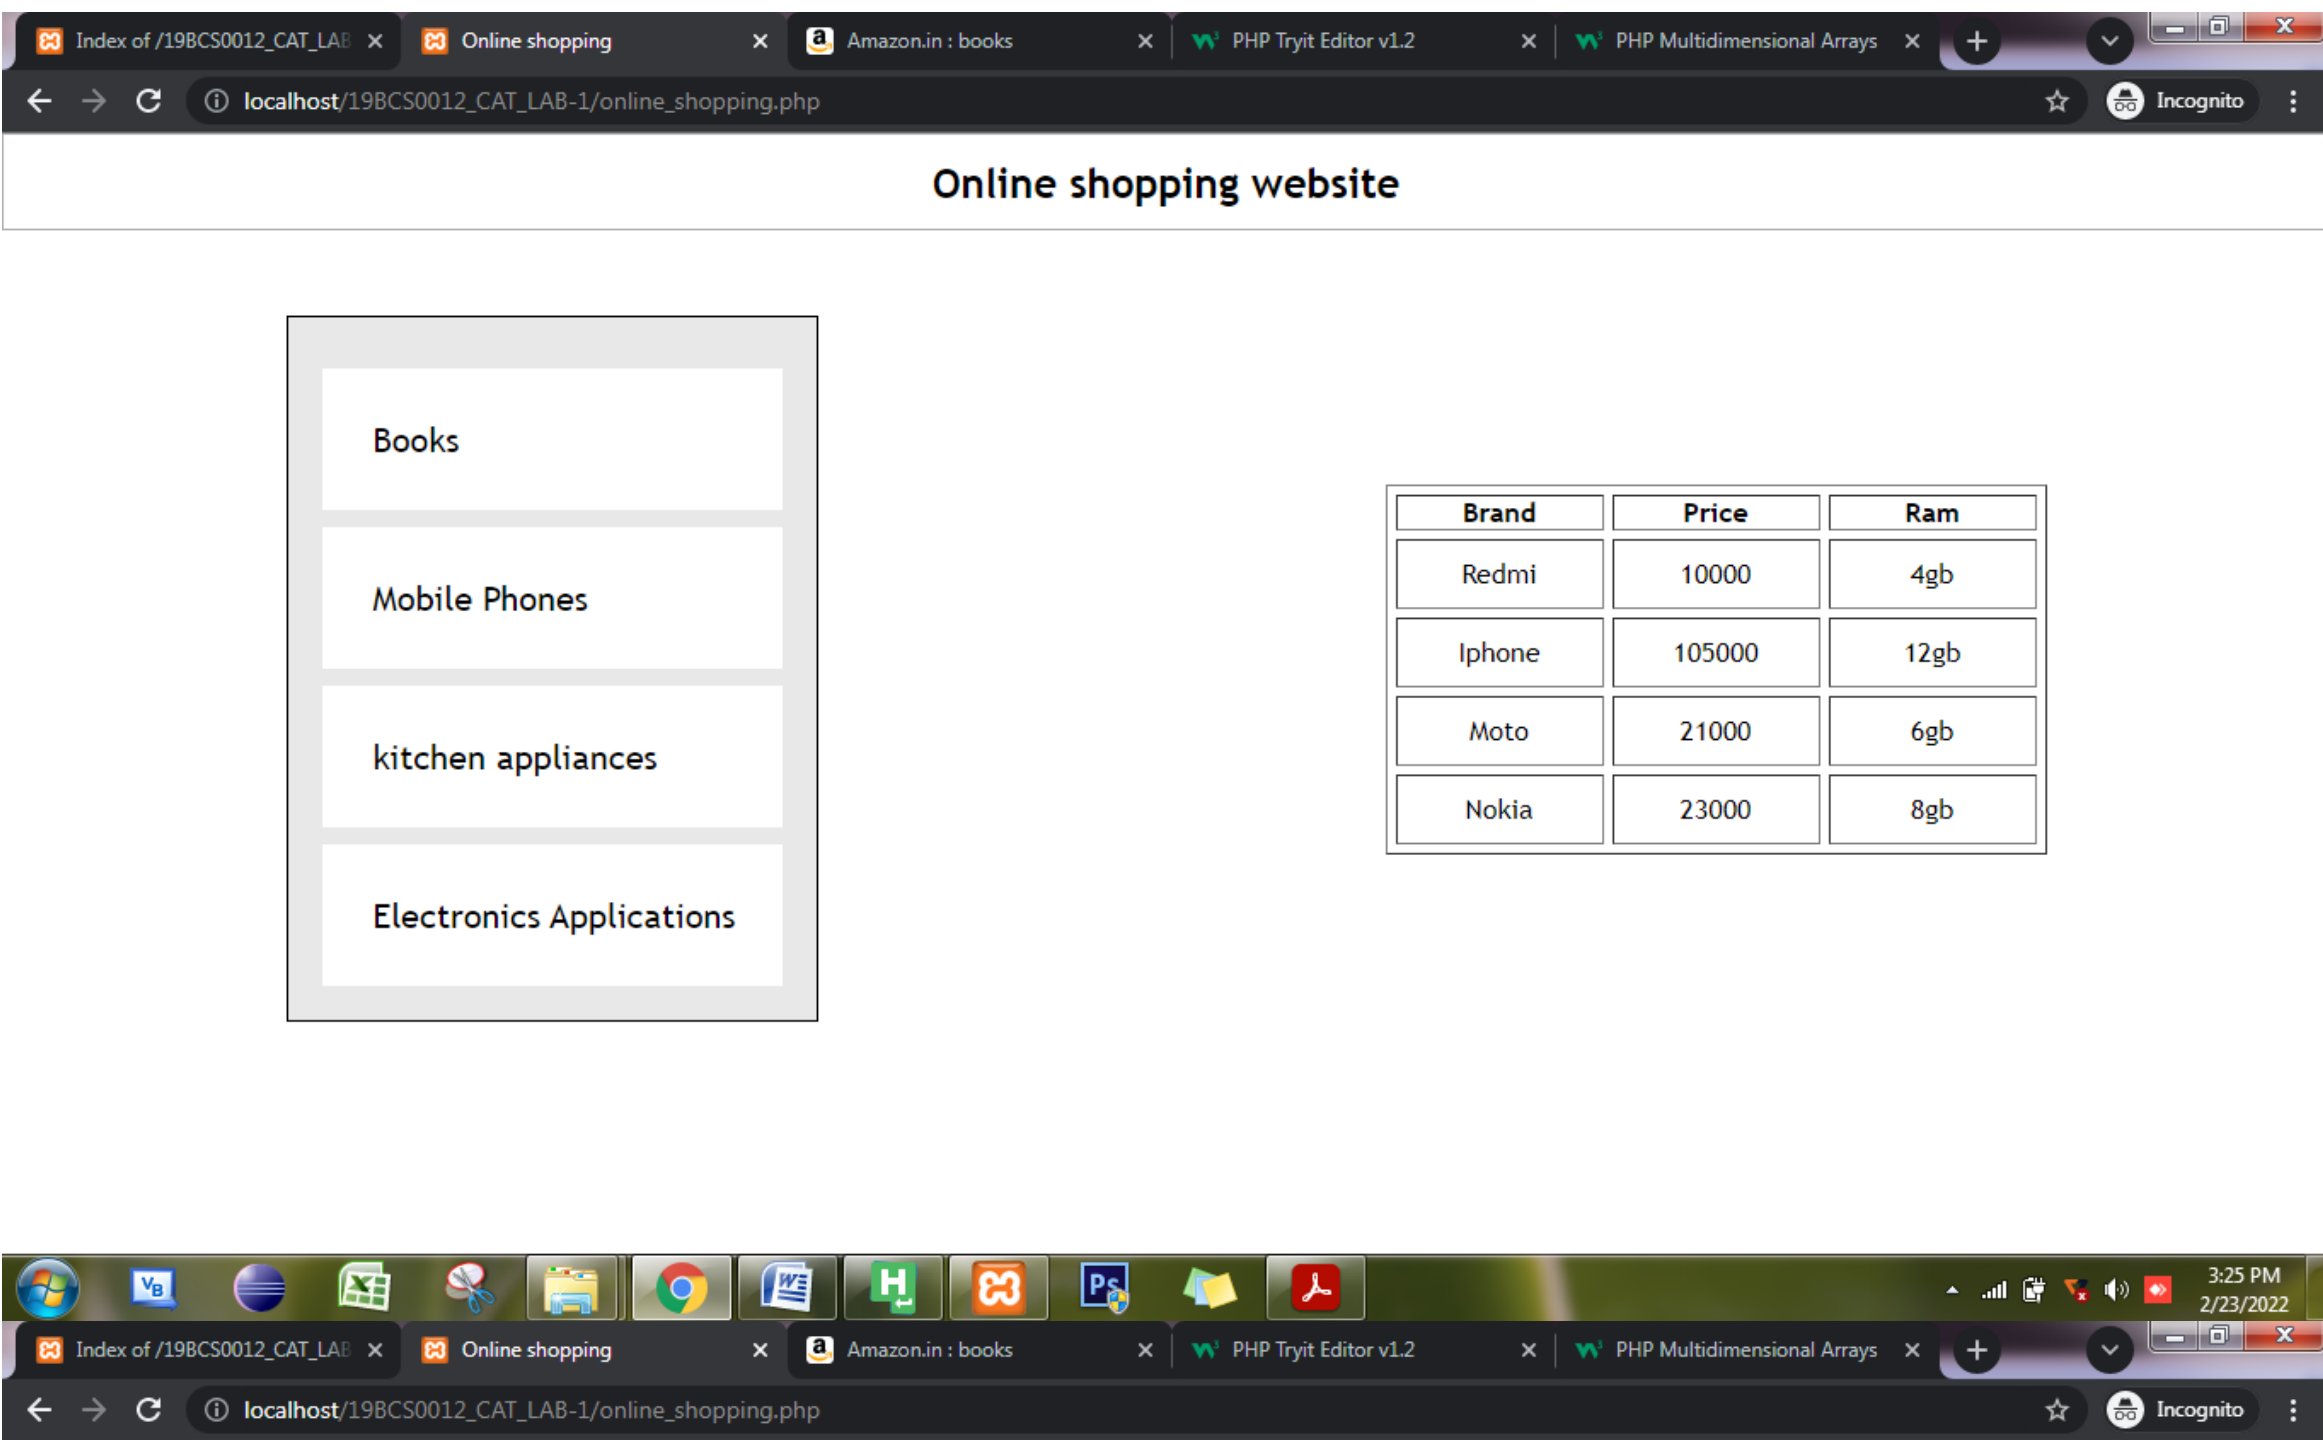 Index of /19BCS0012_CAT_LAB
Online shopping
Amazon.in : books
PHP Tryit Editor v1.2
PHP Multidimensional Arrays
localhost/19BCS0012_CAT_LAB-1/online_shopping.php
Incognito
Online shopping website
Books
Mobile Phones
kitchen appliances
Electronics Applications
Brand Price Ram
Redmi 10000 4gb
Iphone 105000 12gb
Moto 21000 6gb
Nokia 23000 8gb
VB
Ps
3:25 PM
2/23/2022
Index of /19BCS0012_CAT_LAB
Online shopping
Amazon.in : books
PHP Tryit Editor v1.2
PHP Multidimensional Arrays
localhost/19BCS0012_CAT_LAB-1/online_shopping.php
Incognito